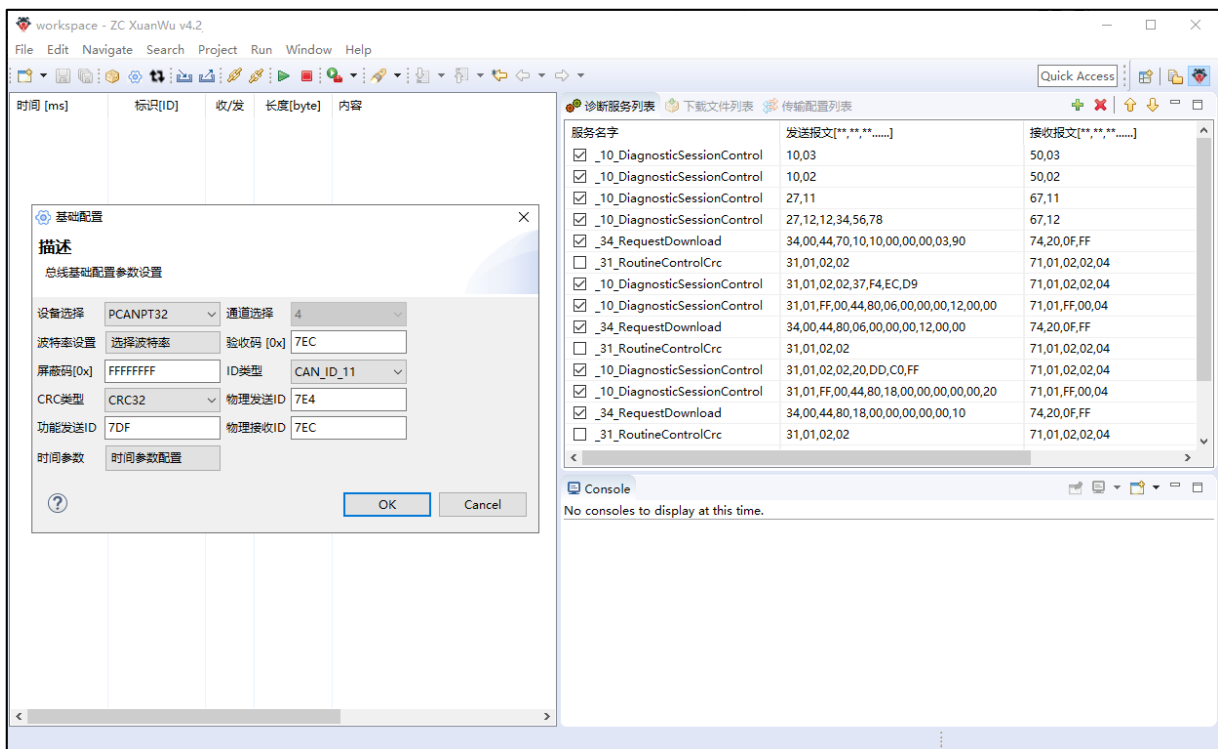 workspace - ZC XuanWu v4.2
File Edit Navigate Search Project Run Window Help
Quick Access
时间 [ms] 标识[ID] 收/发 长度[byte] 内容
诊断服务列表 下载文件列表 传输配置列表
服务名字 发送报文[**,**,**......] 接收报文[**,**,**......]
_10_DiagnosticSessionControl 10,03 50,03
_10_DiagnosticSessionControl 10,02 50,02
_10_DiagnosticSessionControl 27,11 67,11
_10_DiagnosticSessionControl 27,12,12,34,56,78 67,12
_34_RequestDownload 34,00,44,70,10,10,00,00,00,03,90 74,20,0F,FF
_31_RoutineControlCrc 31,01,02,02 71,01,02,02,04
_10_DiagnosticSessionControl 31,01,02,02,37,F4,EC,D9 71,01,02,02,04
_10_DiagnosticSessionControl 31,01,FF,00,44,80,06,00,00,00,12,00,00 71,01,FF,00,04
_34_RequestDownload 34,00,44,80,06,00,00,00,12,00,00 74,20,0F,FF
_31_RoutineControlCrc 31,01,02,02 71,01,02,02,04
_10_DiagnosticSessionControl 31,01,02,02,20,DD,C0,FF 71,01,02,02,04
_10_DiagnosticSessionControl 31,01,FF,00,44,80,18,00,00,00,00,00,20 71,01,FF,00,04
_34_RequestDownload 34,00,44,80,18,00,00,00,00,00,10 74,20,0F,FF
_31_RoutineControlCrc 31,01,02,02 71,01,02,02,04
基础配置
描述
总线基础配置参数设置
设备选择 PCANPT32 通道选择 4
波特率设置 选择波特率 验收码 [0x] 7EC
屏蔽码[0x] FFFFFFFF ID类型 CAN_ID_11
CRC类型 CRC32 物理发送ID 7E4
功能发送ID 7DF 物理接收ID 7EC
时间参数 时间参数配置
OK Cancel
Console
No consoles to display at this time.